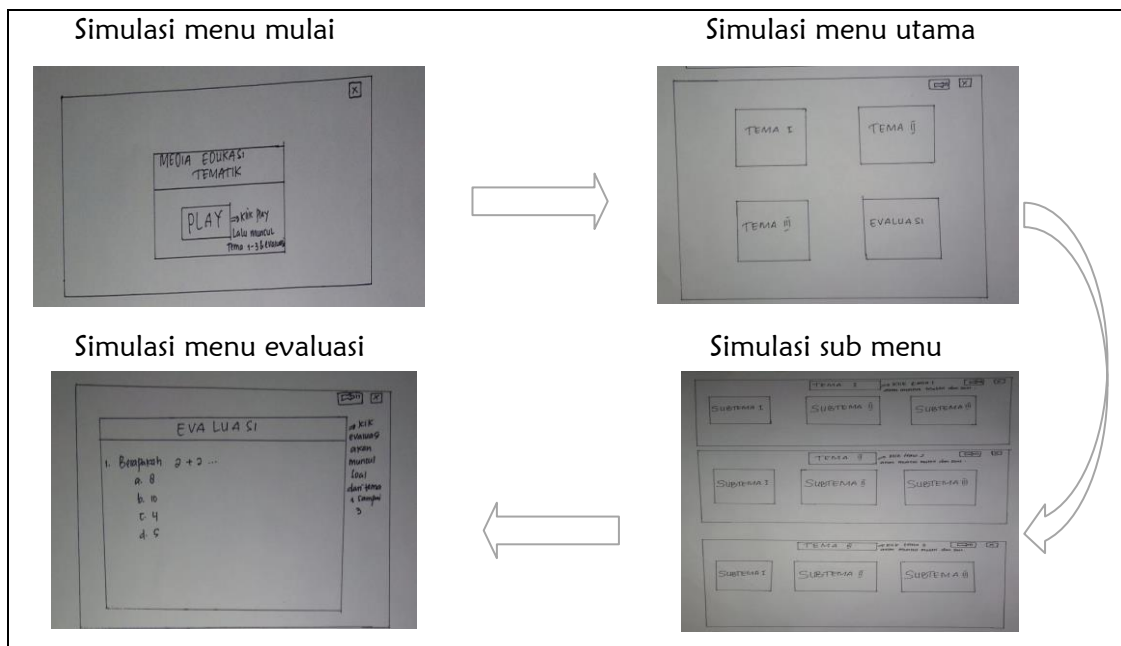 Simulasi menu mulai
X
MEDIA EDUKASI
TEMATIK
PLAY
⇒ klik Play
Lalu muncul
Tema 1-3 & evaluasi
Simulasi menu utama
X
TEMA I
TEMA II
TEMA III
EVALUASI
Simulasi sub menu
TEMA I
X
SUBTEMA I
SUBTEMA II
SUBTEMA III
TEMA II
X
SUBTEMA I
SUBTEMA II
SUBTEMA III
X
SUBTEMA I
SUBTEMA II
SUBTEMA III
Simulasi menu evaluasi
X
EVALUASI
1. Berapakah 2 + 2 ...
a. 8
b. 10
c. 4
d. 5
⇒ klik
evaluasi
akan
muncul
Soal
dari tema
1 sampai
3